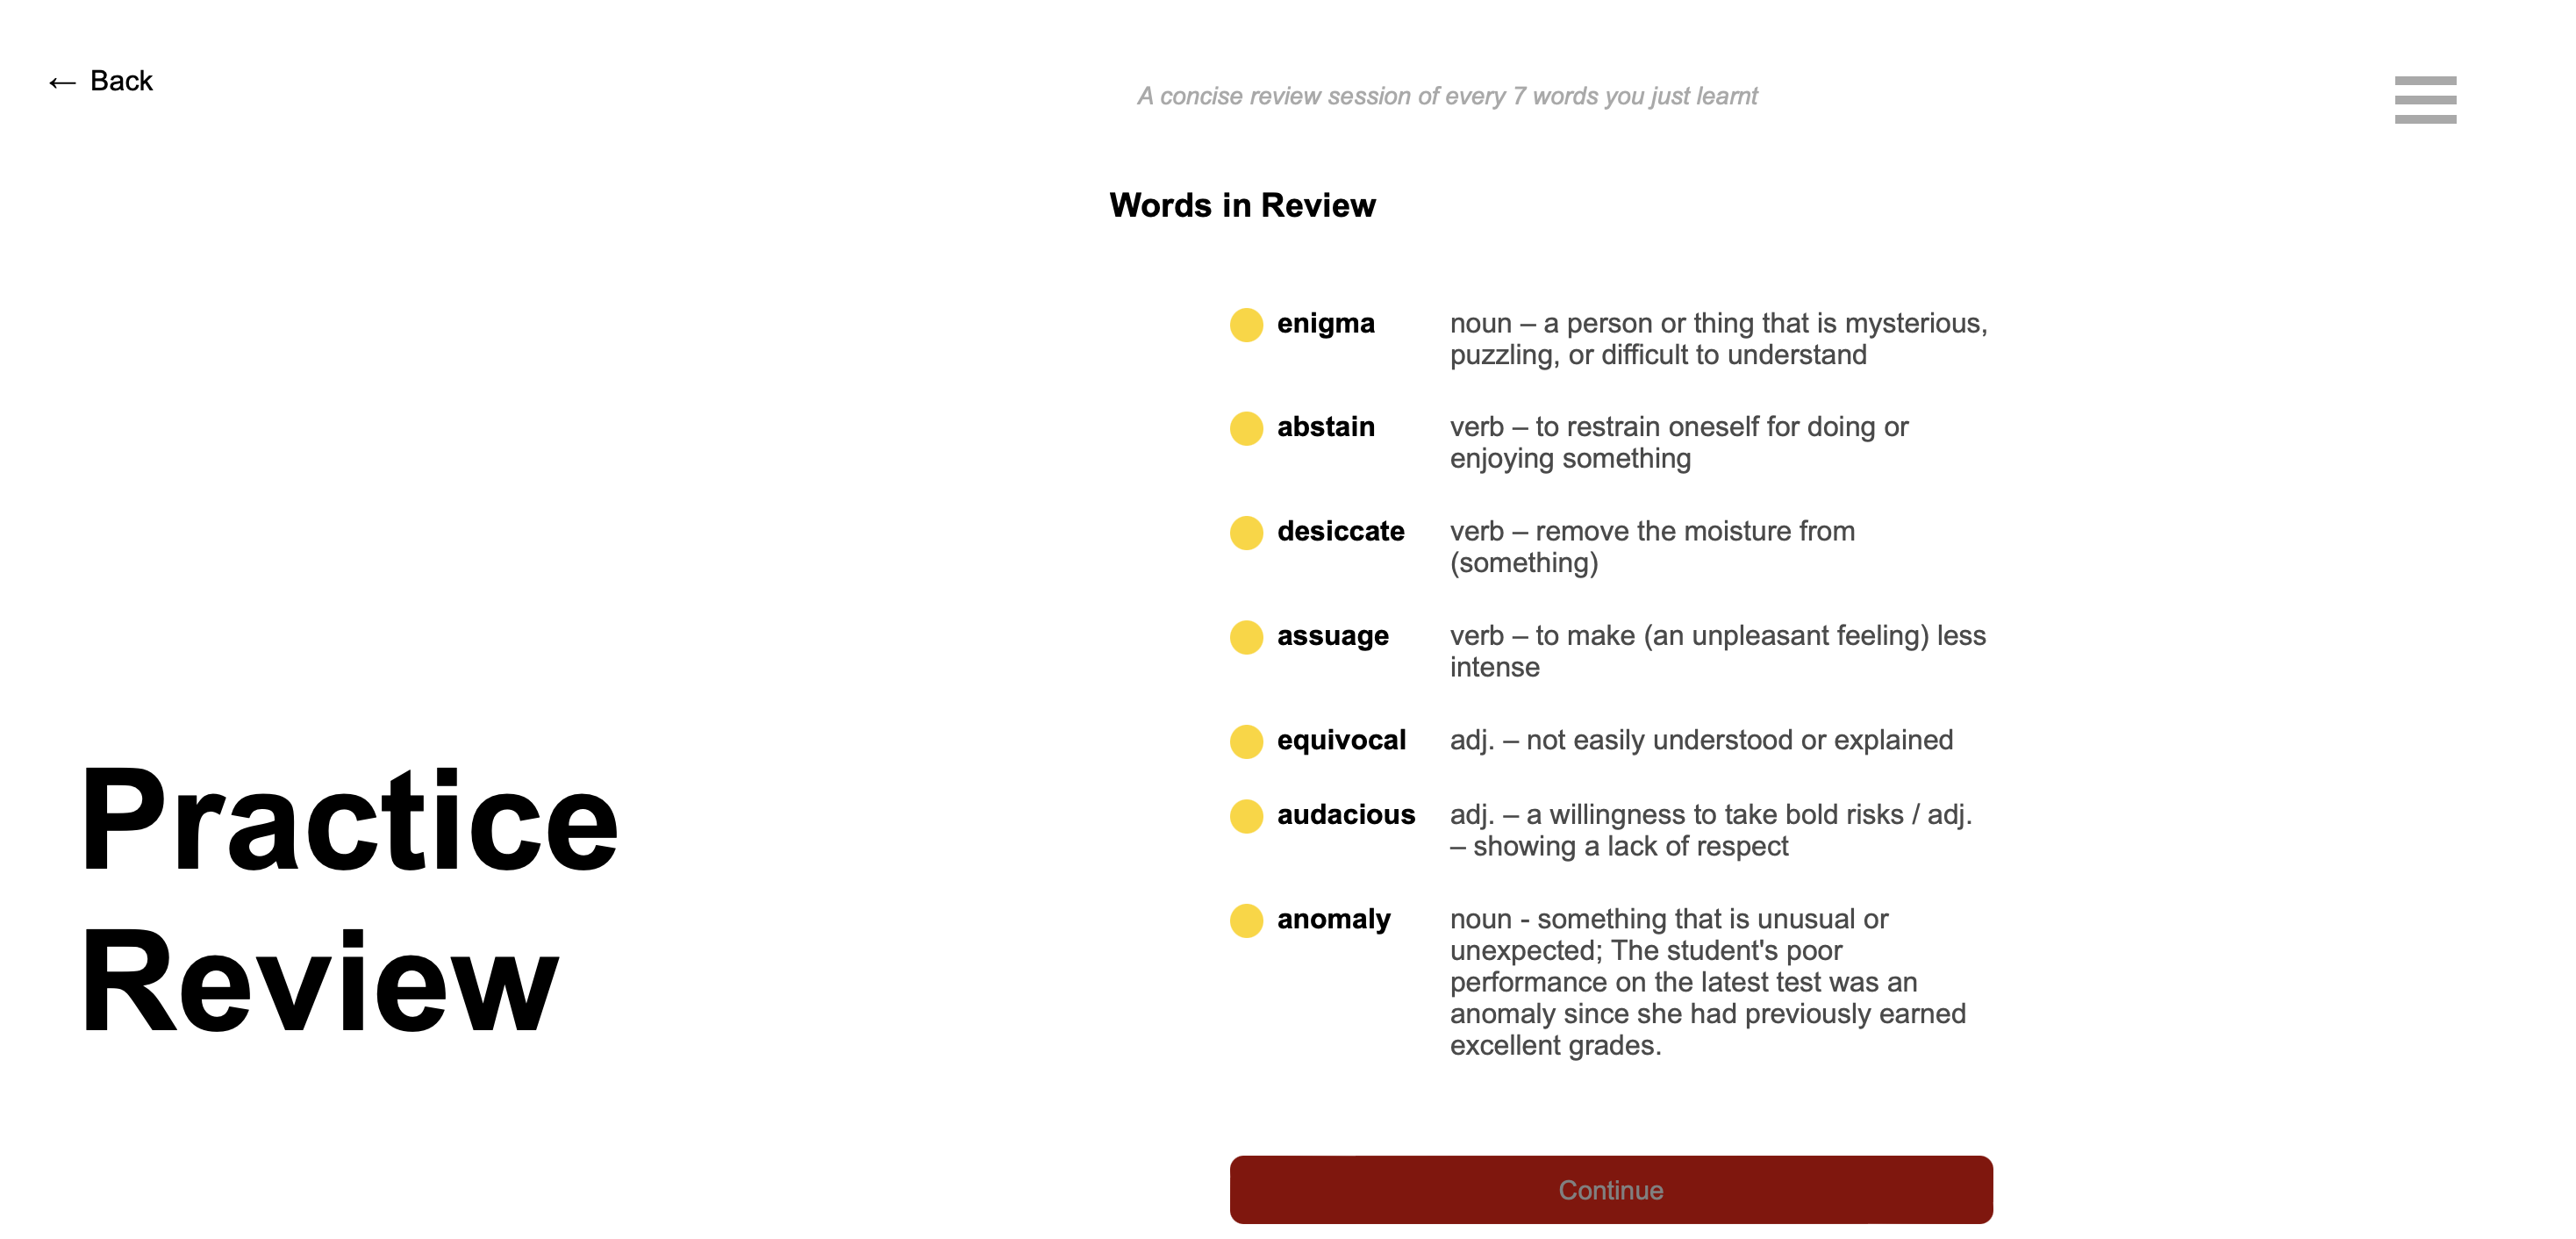 ← Back
A concise review session of every 7 words you just learnt
Words in Review
enigma noun – a person or thing that is mysterious,
puzzling, or difficult to understand
abstain verb – to restrain oneself for doing or
enjoying something
desiccate verb – remove the moisture from
(something)
assuage verb – to make (an unpleasant feeling) less
intense
equivocal adj. – not easily understood or explained
audacious adj. – a willingness to take bold risks / adj.
– showing a lack of respect
anomaly noun - something that is unusual or
unexpected; The student's poor
performance on the latest test was an
anomaly since she had previously earned
excellent grades.
Practice
Review
Continue